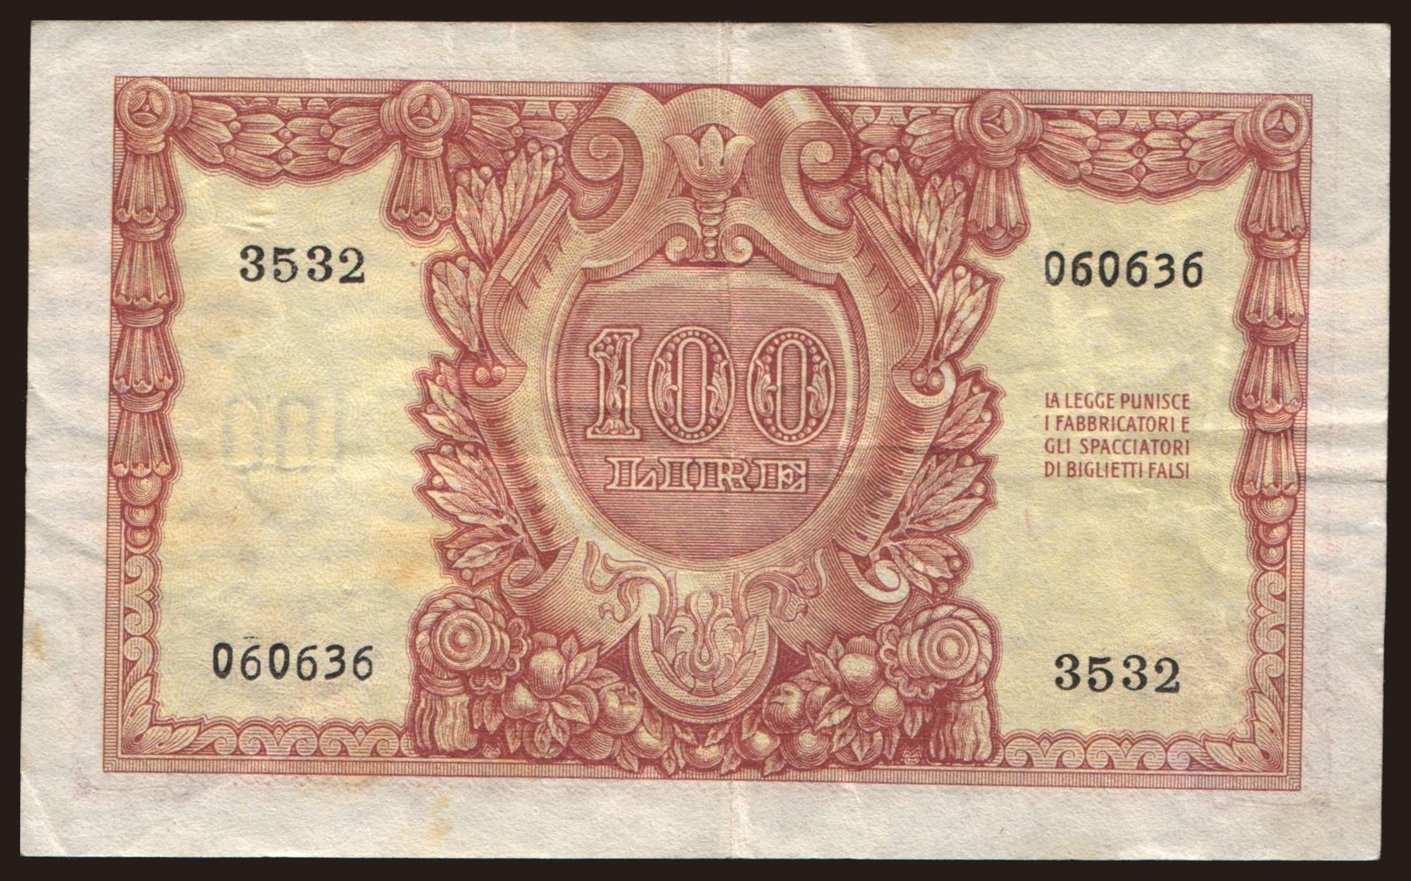 3532
060636
100
LIRE
LA LEGGE PUNISCE
I FABBRICATORI E
GLI SPACCIATORI
DI BIGLIETTI FALSI
060636
3532